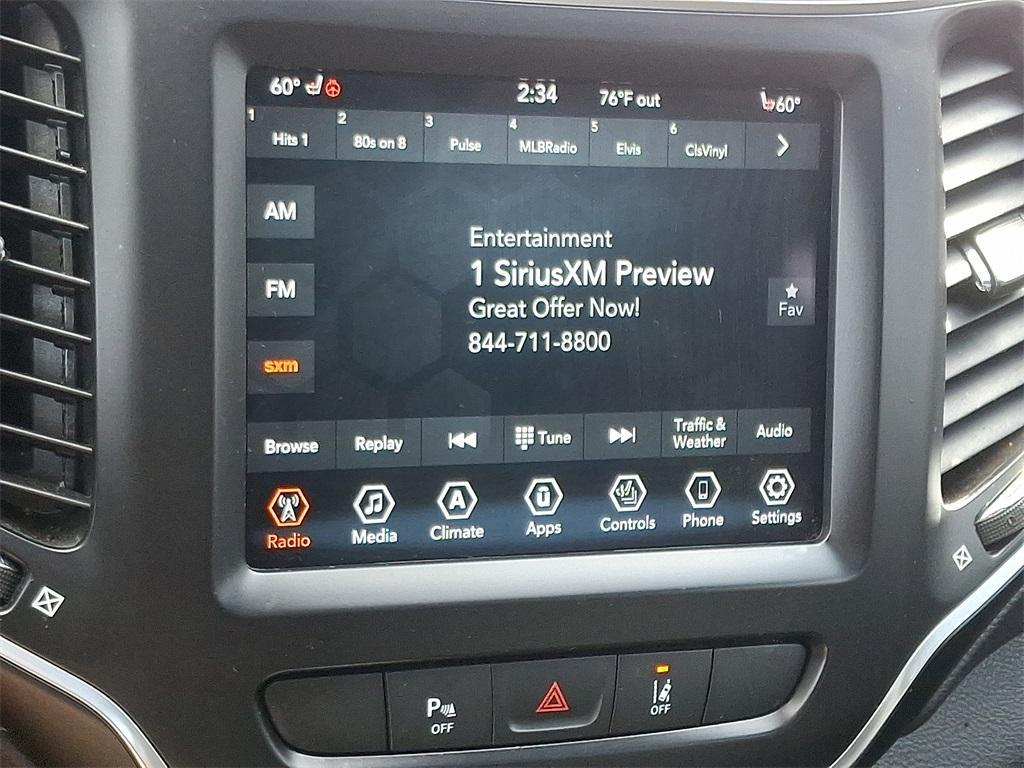 60° 2:34 76°F out 60°
1 Hits 1 2 80s on 8 3 Pulse 4 MLBRadio 5 Elvis 6 ClsVinyl
AM
FM
sxm
Entertainment
1 SiriusXM Preview
Great Offer Now!
844-711-8800
Fav
Browse Replay Tune Traffic &
Weather Audio
Radio Media A Climate Apps Controls Phone Settings
P
OFF
OFF